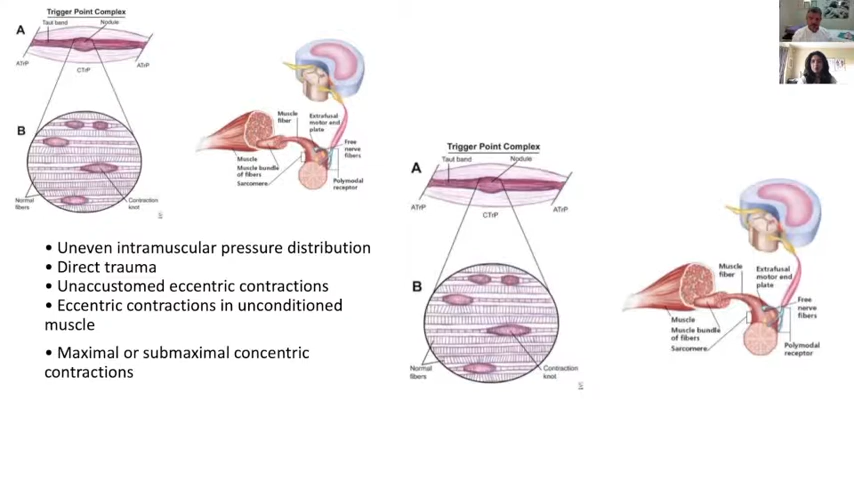 Trigger Point Complex
Taut band
Nodule
A
ATrP
CTrP
ATrP
B
Normal
fibers
Contraction
knot
Muscle
fiber
Extrafusal
motor end
plate
Free
nerve
fibers
Muscle
Muscle bundle
of fibers
Sarcomere
Polymodal
receptor
• Uneven intramuscular pressure distribution
• Direct trauma
• Unaccustomed eccentric contractions
• Eccentric contractions in unconditioned
muscle
• Maximal or submaximal concentric
contractions
Trigger Point Complex
Taut band
Nodule
A
ATrP
CTrP
ATrP
B
Normal
fibers
Contraction
knot
Muscle
fiber
Extrafusal
motor end
plate
Free
nerve
fibers
Muscle
Muscle bundle
of fibers
Sarcomere
Polymodal
receptor